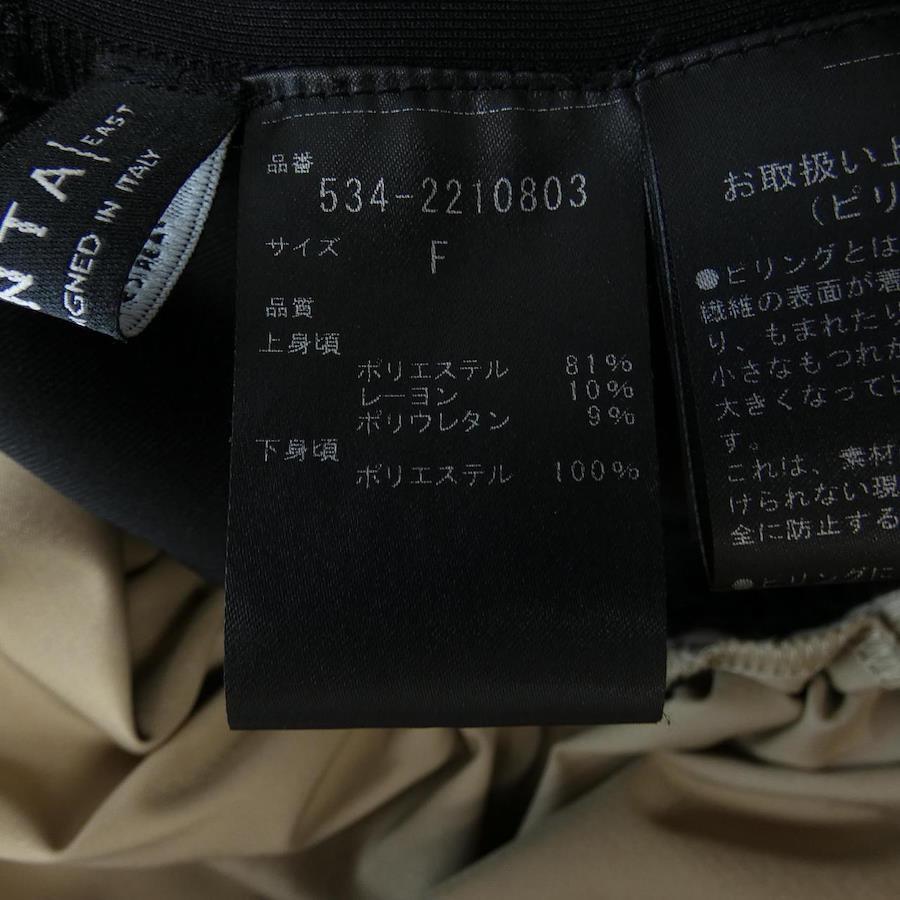 NTA / EAST
IGNED IN ITALY
品番
534-2210803
サイズ
F
品質
上身頃
ポリエステル 81%
レーヨン 10%
ポリウレタン 9%
下身頃
ポリエステル 100%
お取扱い上
(ピリ
●ピリングとは
繊維の表面が着
り、もまれたり
小さなもつれた
大きくなってピ
す。
これは、素材
けられない現
全に防止する
●ピリングに